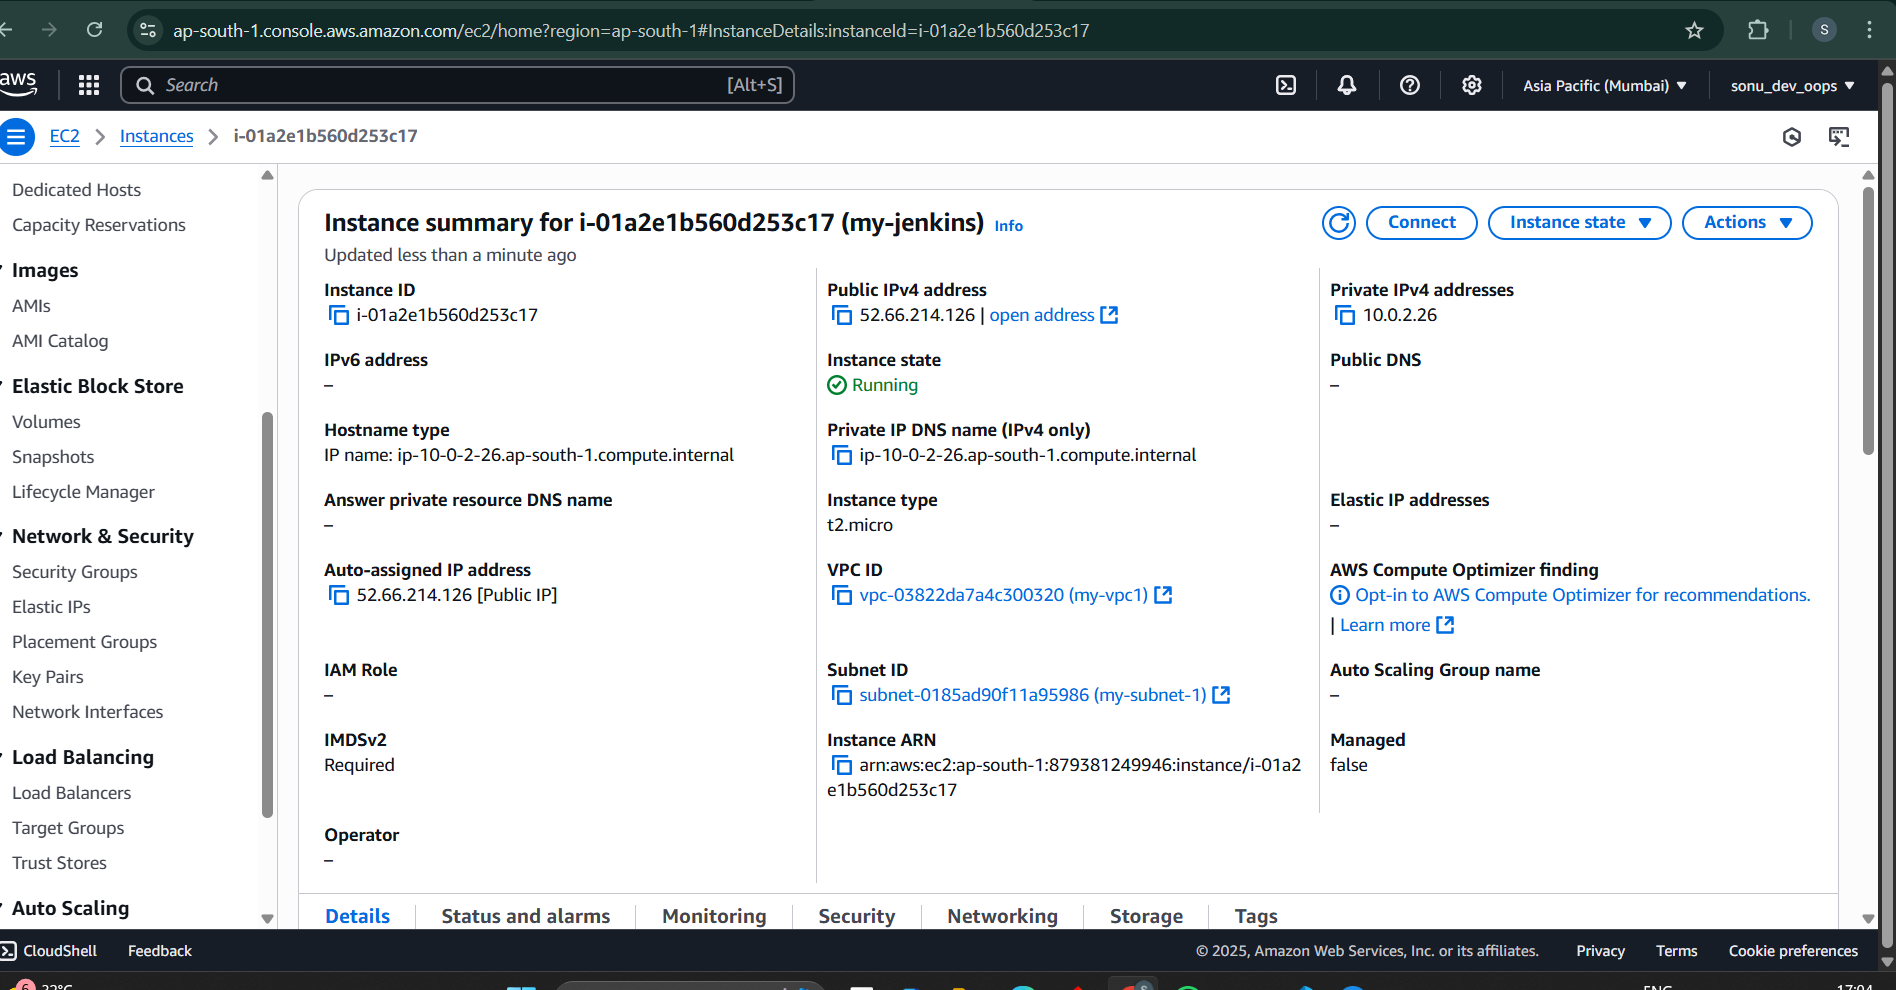 ap-south-1.console.aws.amazon.com/ec2/home?region=ap-south-1#InstanceDetails:instanceId=i-01a2e1b560d253c17
S
aws
Search
[Alt+S]
Asia Pacific (Mumbai)
sonu_dev_oops
EC2
Instances
i-01a2e1b560d253c17
Dedicated Hosts
Capacity Reservations
Images
AMIs
AMI Catalog
Elastic Block Store
Volumes
Snapshots
Lifecycle Manager
Network & Security
Security Groups
Elastic IPs
Placement Groups
Key Pairs
Network Interfaces
Load Balancing
Load Balancers
Target Groups
Trust Stores
Auto Scaling
Instance summary for i-01a2e1b560d253c17 (my-jenkins) Info
Updated less than a minute ago
Connect
Instance state
Actions
Instance ID
i-01a2e1b560d253c17
Public IPv4 address
52.66.214.126 | open address
Private IPv4 addresses
10.0.2.26
IPv6 address
–
Instance state
Running
Public DNS
–
Hostname type
IP name: ip-10-0-2-26.ap-south-1.compute.internal
Private IP DNS name (IPv4 only)
ip-10-0-2-26.ap-south-1.compute.internal
Answer private resource DNS name
–
Instance type
t2.micro
Elastic IP addresses
–
Auto-assigned IP address
52.66.214.126 [Public IP]
VPC ID
vpc-03822da7a4c300320 (my-vpc1)
AWS Compute Optimizer finding
Opt-in to AWS Compute Optimizer for recommendations.
| Learn more
IAM Role
–
Subnet ID
subnet-0185ad90f11a95986 (my-subnet-1)
Auto Scaling Group name
–
IMDSv2
Required
Instance ARN
arn:aws:ec2:ap-south-1:879381249946:instance/i-01a2
e1b560d253c17
Managed
false
Operator
–
Details
Status and alarms
Monitoring
Security
Networking
Storage
Tags
CloudShell
Feedback
© 2025, Amazon Web Services, Inc. or its affiliates.
Privacy
Terms
Cookie preferences
6
32°C
ENG
17:04